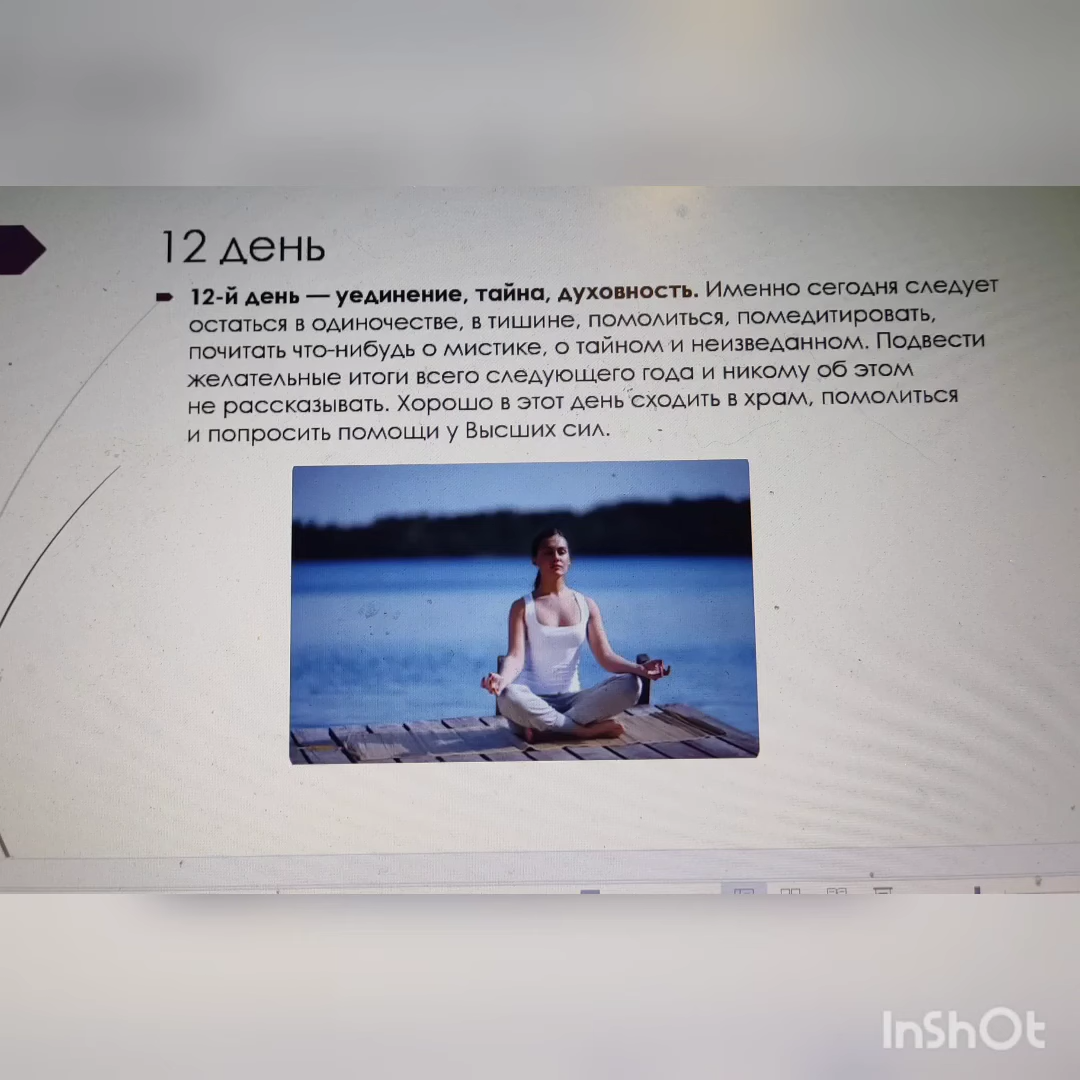 12 день
12-й день — уединение, тайна, духовность. Именно сегодня следует
остаться в одиночестве, в тишине, помолиться, помедитировать,
почитать что-нибудь о мистике, о тайном и неизведанном. Подвести
желательные итоги всего следующего года и никому об этом
не рассказывать. Хорошо в этот день сходить в храм, помолиться
и попросить помощи у Высших сил.
InShOt